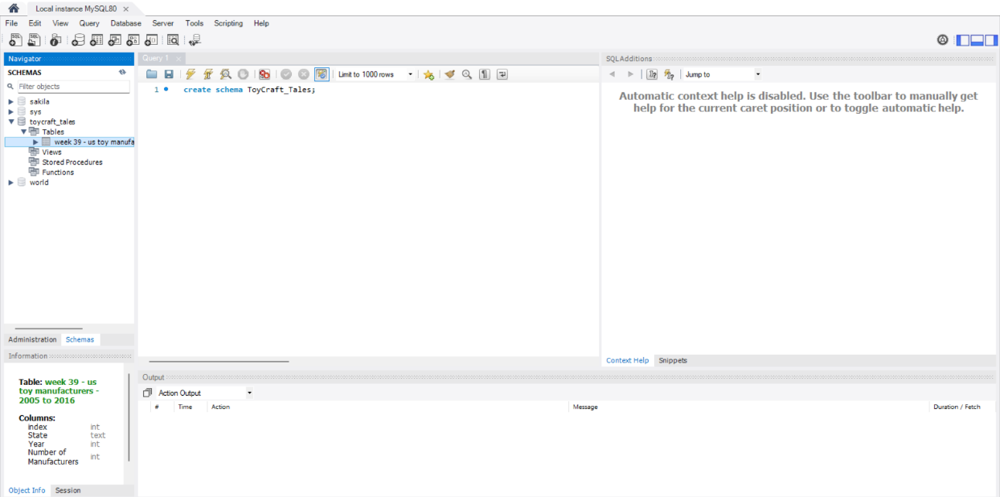 Local instance MySQL80 ×
File Edit View Query Database Server Tools Scripting Help
Navigator
SCHEMAS
Filter objects
sakila
sys
toycraft_tales
Tables
week 39 - us toy manufa
Views
Stored Procedures
Functions
world
Administration Schemas
Information
Table: week 39 - us
toy manufacturers -
2005 to 2016
Columns:
index int
State text
Year int
Number of
Manufacturers int
Object Info Session
Query 1 ×
Limit to 1000 rows
1 create schema ToyCraft_Tales;
SQLAdditions
Jump to
Automatic context help is disabled. Use the toolbar to manually get
help for the current caret position or to toggle automatic help.
Context Help Snippets
Output
Action Output
# Time Action Message Duration / Fetch